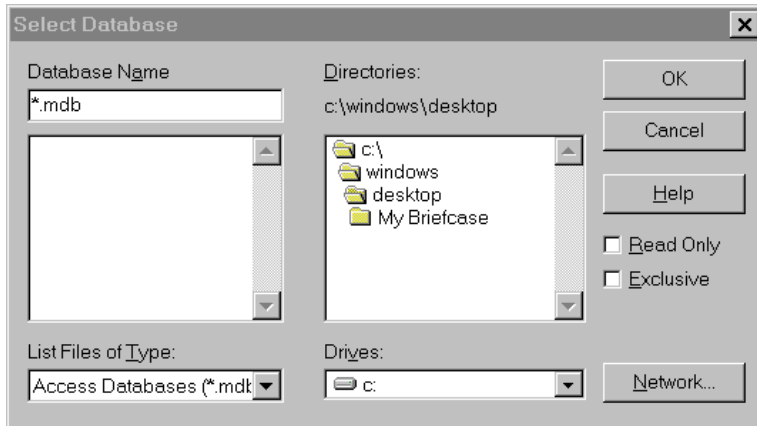 Select Database
Database Name
*.mdb
List Files of Type:
Access Databases (*.mdb
Directories:
c:\windows\desktop
c:\
windows
desktop
My Briefcase
Drives:
c:
OK
Cancel
Help
Read Only
Exclusive
Network...